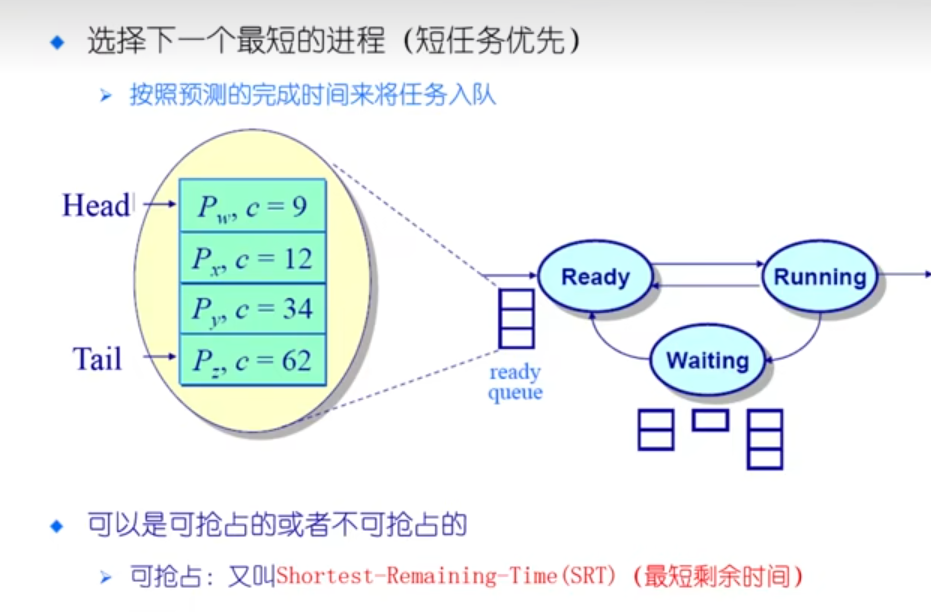 选择下一个最短的进程（短任务优先）
按照预测的完成时间来将任务入队
Head
Pw, c = 9
Px, c = 12
Py, c = 34
Tail
Pz, c = 62
Ready
Running
Waiting
ready
queue
可以是可抢占的或者不可抢占的
可抢占：又叫Shortest-Remaining-Time(SRT)（最短剩余时间）